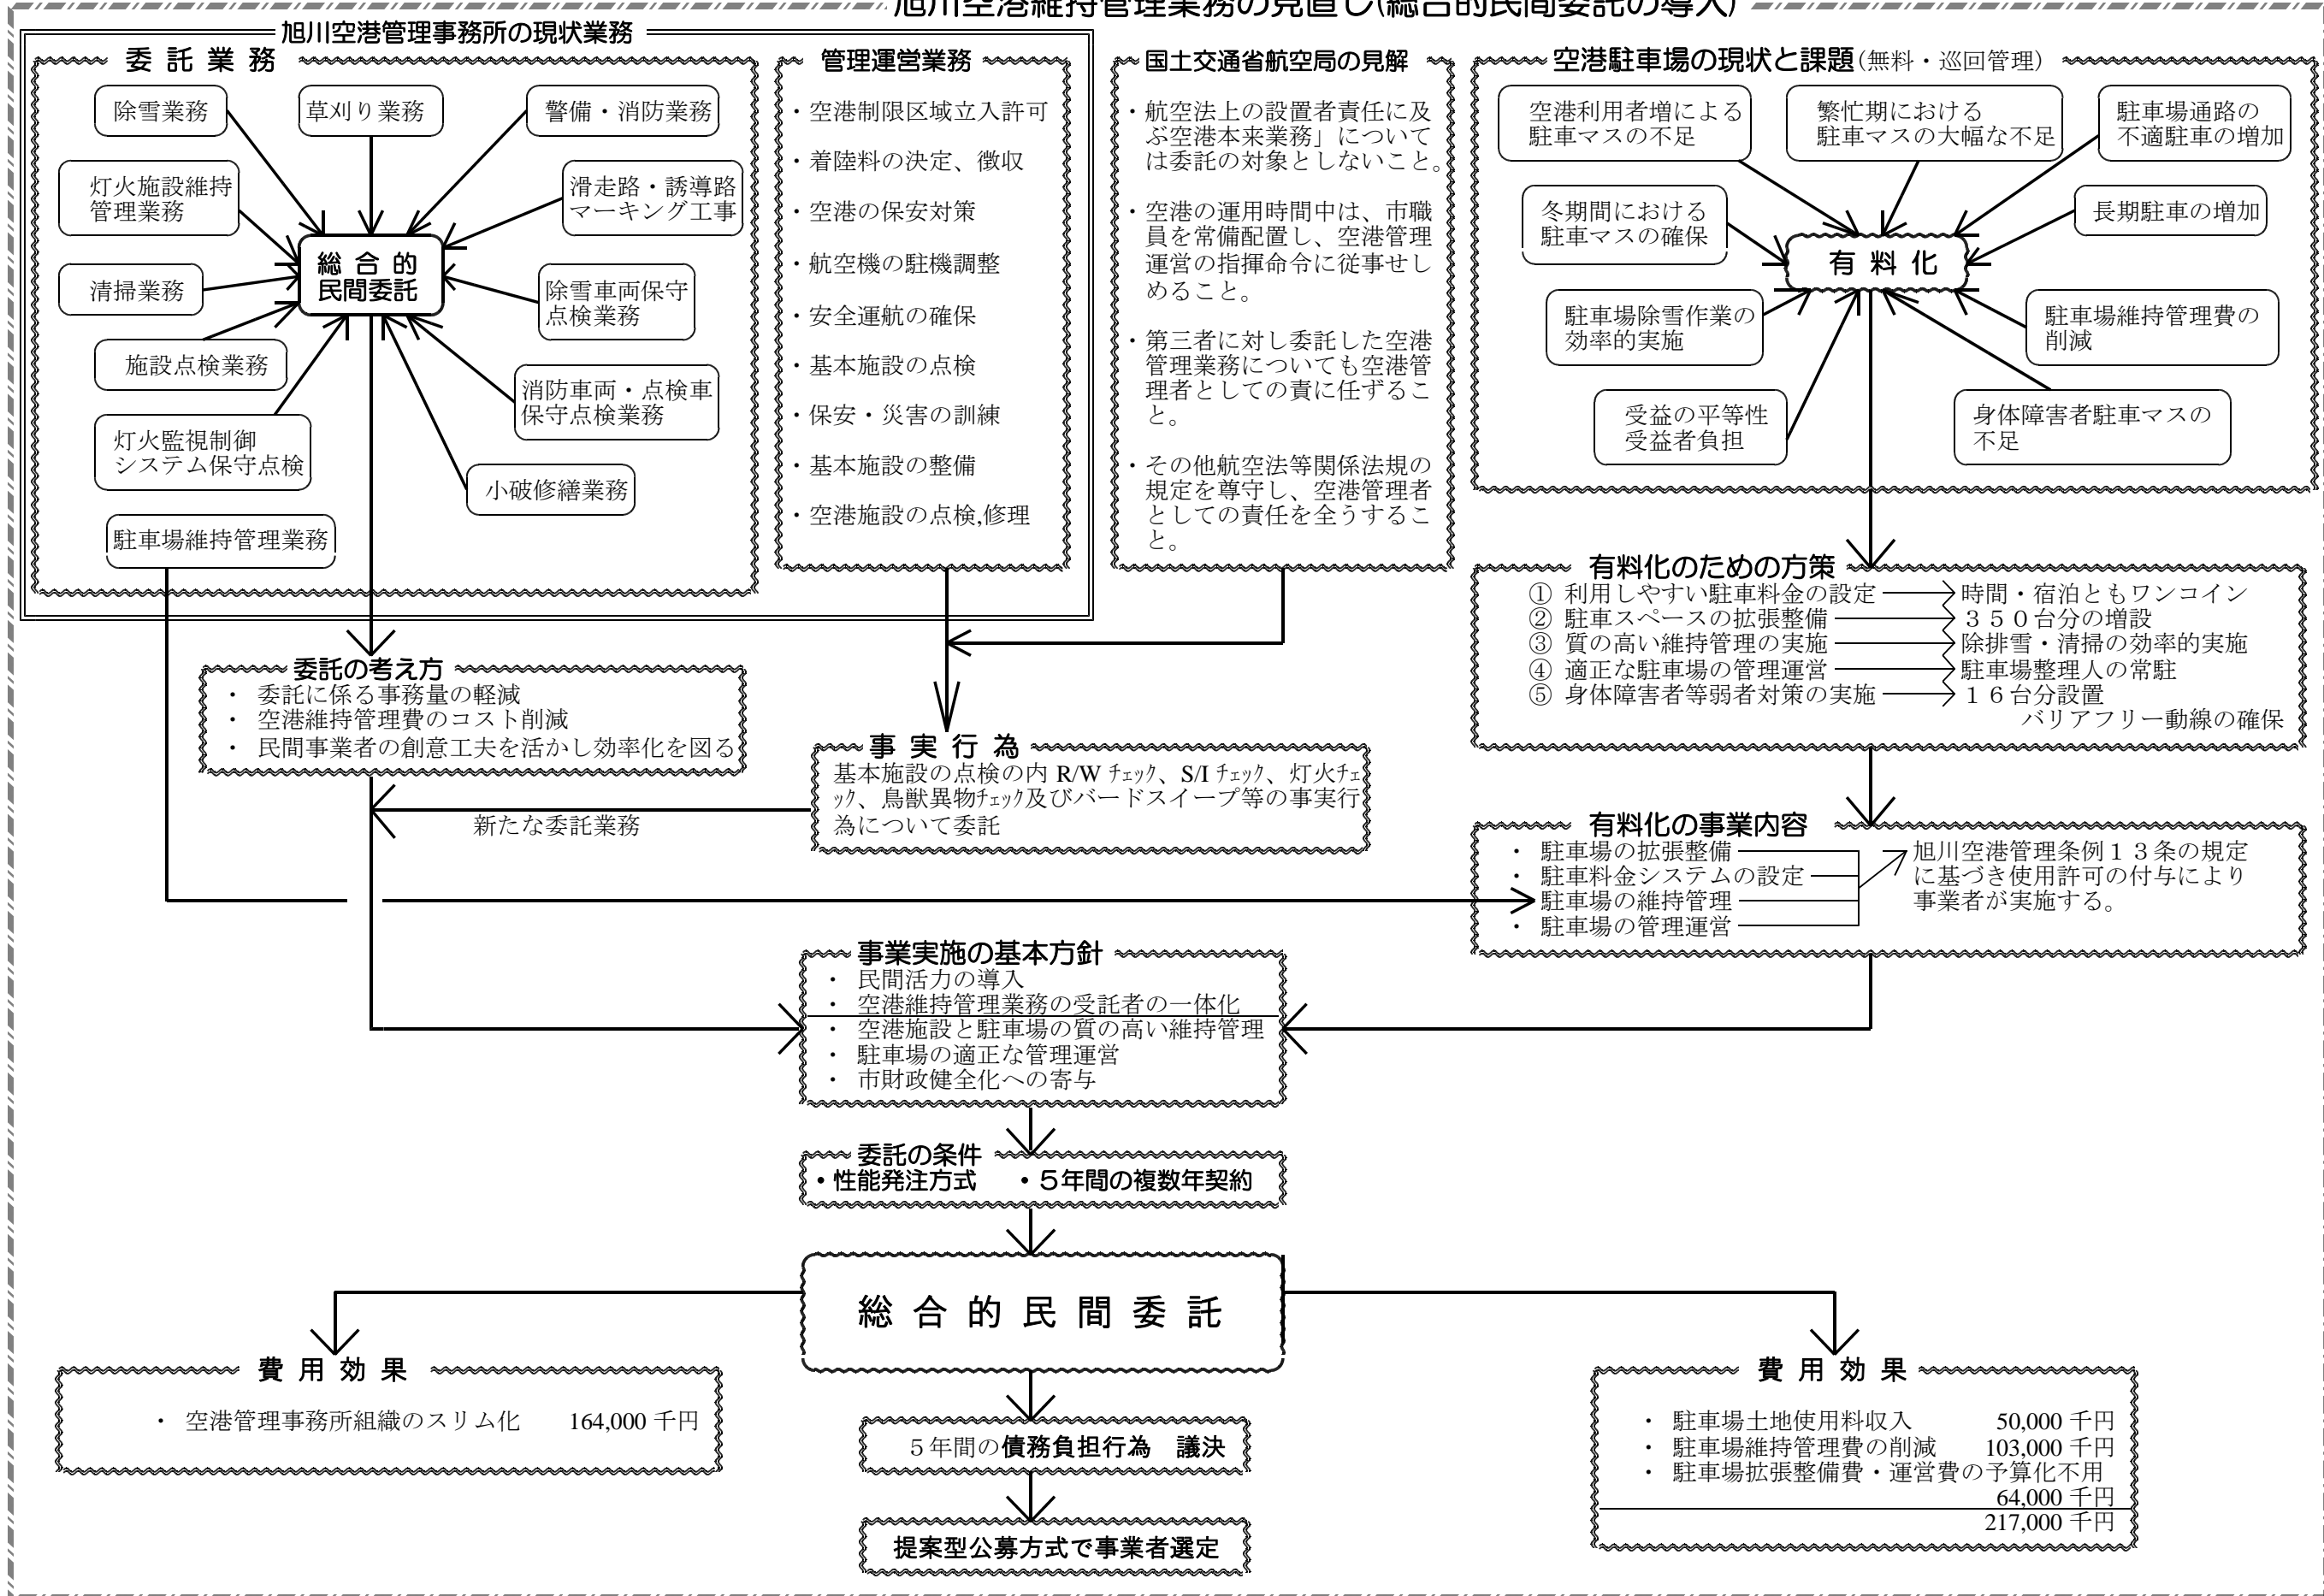 旭川空港維持管理業務の見直し(総合的民間委託の導入)
旭川空港管理事務所の現状業務
委託業務
除雪業務
草刈り業務
警備・消防業務
灯火施設維持
管理業務
滑走路・誘導路
マーキング工事
総合的
民間委託
清掃業務
除雪車両保守
点検業務
施設点検業務
消防車両・点検車
保守点検業務
灯火監視制御
システム保守点検
小破修繕業務
駐車場維持管理業務
管理運営業務
・空港制限区域立入許可
・着陸料の決定、徴収
・空港の保安対策
・航空機の駐機調整
・安全運航の確保
・基本施設の点検
・保安・災害の訓練
・基本施設の整備
・空港施設の点検,修理
国土交通省航空局の見解
・航空法上の設置者責任に及
ぶ空港本来業務」について
は委託の対象としないこと。
・空港の運用時間中は、市職
員を常備配置し、空港管理
運営の指揮命令に従事せし
めること。
・第三者に対し委託した空港
管理業務についても空港管
理者としての責に任ずるこ
と。
・その他航空法等関係法規の
規定を尊守し、空港管理者
としての責任を全うするこ
と。
空港駐車場の現状と課題(無料・巡回管理)
空港利用者増による
駐車マスの不足
繁忙期における
駐車マスの大幅な不足
駐車場通路の
不適駐車の増加
冬期間における
駐車マスの確保
長期駐車の増加
有料化
駐車場除雪作業の
効率的実施
駐車場維持管理費の
削減
受益の平等性
受益者負担
身体障害者駐車マスの
不足
有料化のための方策
① 利用しやすい駐車料金の設定 時間・宿泊ともワンコイン
② 駐車スペースの拡張整備 350台分の増設
③ 質の高い維持管理の実施 除排雪・清掃の効率的実施
④ 適正な駐車場の管理運営 駐車場整理人の常駐
⑤ 身体障害者等弱者対策の実施 16台分設置
バリアフリー動線の確保
委託の考え方
・ 委託に係る事務量の軽減
・ 空港維持管理費のコスト削減
・ 民間事業者の創意工夫を活かし効率化を図る
事実行為
基本施設の点検の内 R/W ﾁｪｯｸ、S/I ﾁｪｯｸ、灯火ﾁｪ
ｯｸ、鳥獣異物ﾁｪｯｸ及びバードスイープ等の事実行
為について委託
新たな委託業務
有料化の事業内容
・ 駐車場の拡張整備
・ 駐車料金システムの設定
・ 駐車場の維持管理
・ 駐車場の管理運営
旭川空港管理条例13条の規定
に基づき使用許可の付与により
事業者が実施する。
事業実施の基本方針
・ 民間活力の導入
・ 空港維持管理業務の受託者の一体化
・ 空港施設と駐車場の質の高い維持管理
・ 駐車場の適正な管理運営
・ 市財政健全化への寄与
委託の条件
・性能発注方式 ・5年間の複数年契約
総合的民間委託
費用効果
・ 空港管理事務所組織のスリム化 164,000 千円
5年間の債務負担行為 議決
提案型公募方式で事業者選定
費用効果
・ 駐車場土地使用料収入 50,000 千円
・ 駐車場維持管理費の削減 103,000 千円
・ 駐車場拡張整備費・運営費の予算化不用
64,000 千円
217,000 千円